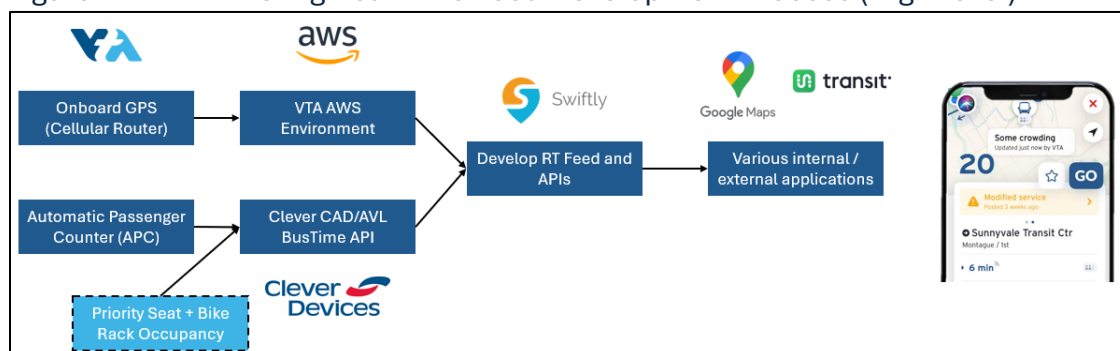 aws
Onboard GPS
(Cellular Router)
VTA AWS
Environment
Swiftly
Google Maps
transit
Develop RT Feed and
APIs
Various internal /
external applications
Automatic Passenger
Counter (APC)
Clever CAD/AVL
BusTime API
Priority Seat + Bike
Rack Occupancy
Clever
Devices
Some crowding
Updated just now by VTA
20
GO
Modified service
Posted 3 weeks ago
Sunnyvale Transit Ctr
Montague / 1st
6 min